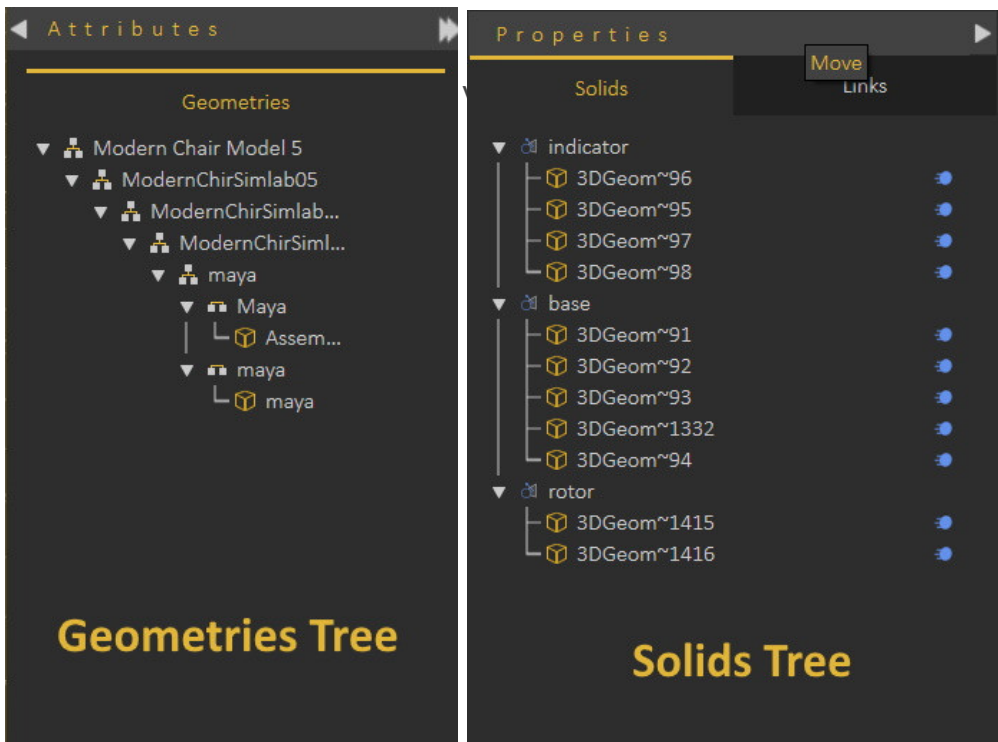 Attributes
Geometries
Modern Chair Model 5
ModernChirSimlab05
ModernChirSimlab...
ModernChirSiml...
maya
Maya
Assem...
maya
maya
Geometries Tree
Properties
Move
Solids
Links
indicator
3DGeom~96
3DGeom~95
3DGeom~97
3DGeom~98
base
3DGeom~91
3DGeom~92
3DGeom~93
3DGeom~1332
3DGeom~94
rotor
3DGeom~1415
3DGeom~1416
Solids Tree